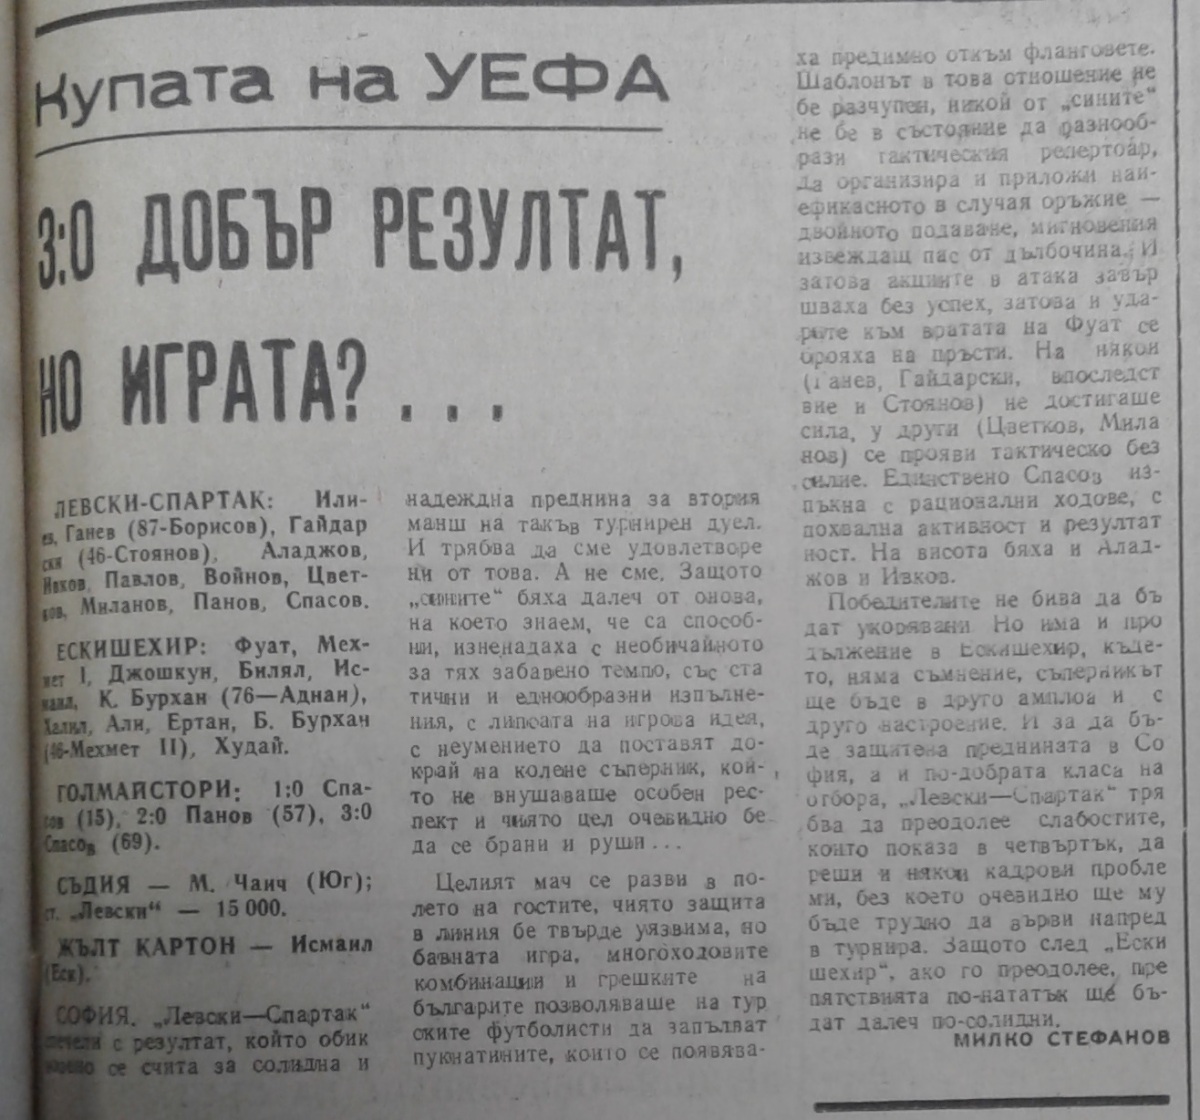 Купата на УЕФА
3:0 ДОБЪР РЕЗУЛТАТ,
НО ИГРАТА? . . .
ЛЕВСКИ-СПАРТАК: Или-
ев, Ганев (87-Борисов), Гайдар
ски (46-Стоянов), Аладжов,
Ивков, Павлов, Войнов, Цвет-
ков, Миланов, Панов, Спасов.
ЕСКИШЕХИР: Фуат, Мех-
мет I, Джошкун, Билял, Ис-
маил, К. Бурхан (76—Аднан),
Халил, Али, Ертан, Б. Бурхан
(46-Мехмет II), Худай.
ГОЛМАЙСТОРИ: 1:0 Спа-
сов (15), 2:0 Панов (57), 3:0
Спасов (69).
СЪДИЯ — М. Чаич (Юг);
ст. „Левски“ — 15 000.
ЖЪЛТ КАРТОН — Исмаил
(Еск).
СОФИЯ. „Левски—Спартак“
спечели с резултат, който обик
новено се счита за солидна и
надеждна преднина за втория
манш на такъв турнирен дуел.
И трябва да сме удовлетворе
ни от това. А не сме. Защото
„сините“ бяха далеч от онова,
на което знаем, че са способ-
ни, изненадаха с необичайното
за тях забавено темпо, със ста
тични и еднообразни изпълне-
ния, с липсата на игрова идея,
с неумението да поставят до-
край на колене съперник, кой-
то не внушаваше особен рес-
пект и чиято цел очевидно бе
да се брани и руши...
Целият мач се разви в по-
лето на гостите, чиято защита
в линия бе твърде уязвима, но
бавната игра, многоходовите
комбинации и грешките на
българите позволяваше на тур
ските футболисти да запълват
пукнатините, които се появява-
ха предимно откъм фланговете.
Шаблонът в това отношение не
бе разчупен, никой от „сините“
не бе в състояние да разнооб-
рази тактическия репертоар,
да организира и приложи най-
ефикасното в случая оръжие —
двойното подаване, мигновения
извеждащ пас от дълбочина. И
затова акциите в атака завър
шваха без успех, затова и уда-
рите към вратата на Фуат се
брояха на пръсти. На някои
(Ганев, Гайдарски, впоследст
вие и Стоянов) не достигаше
сила, у други (Цветков, Мила
нов) се прояви тактическо без
силие. Единствено Спасов из-
пъкна с рационални ходове, с
похвална активност и резултат
ност. На висота бяха и Алад-
жов и Ивков.
Победителите не бива да бъ
дат укорявани Но има и про
дължение в Ескишехир, къде-
то, няма съмнение, съперникът
ще бъде в друго амплоа и с
друго настроение. И за да бъ-
де защитена преднината в Со
фия, а и по-добрата класа на
отбора, „Левски—Спартак“ тря
бва да преодолее слабостите,
които показа в четвъртък, да
реши и някои кадрови пробле
ми, без което очевидно ще му
бъде трудно да върви напред
в турнира. Защото след „Ески
шехир“, ако го преодолее, пре
пятствията по-нататък ще бъ-
дат далеч по-солидни.
МИЛКО СТЕФАНОВ